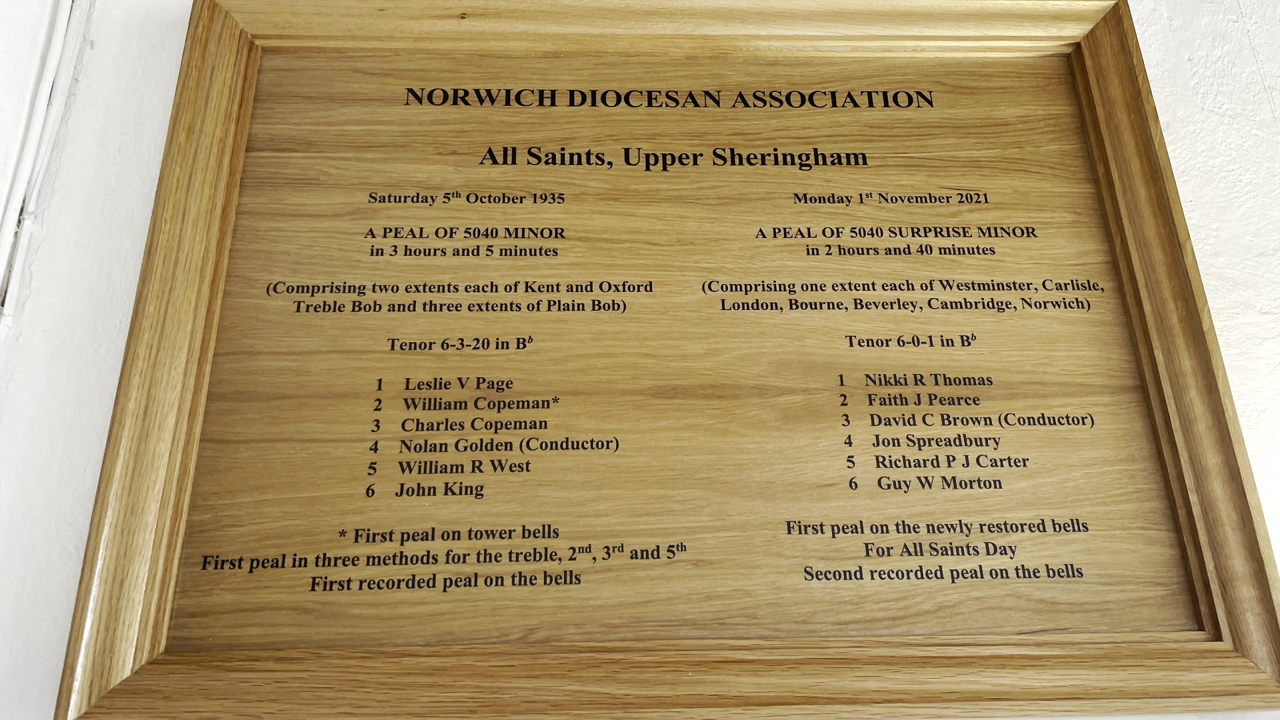 NORWICH DIOCESAN ASSOCIATION
All Saints, Upper Sheringham
Saturday 5th October 1935
A PEAL OF 5040 MINOR
in 3 hours and 5 minutes
(Comprising two extents each of Kent and Oxford
Treble Bob and three extents of Plain Bob)
Tenor 6-3-20 in Bb
1 Leslie V Page
2 William Copeman*
3 Charles Copeman
4 Nolan Golden (Conductor)
5 William R West
6 John King
* First peal on tower bells
First peal in three methods for the treble, 2nd, 3rd and 5th
First recorded peal on the bells
Monday 1st November 2021
A PEAL OF 5040 SURPRISE MINOR
in 2 hours and 40 minutes
(Comprising one extent each of Westminster, Carlisle,
London, Bourne, Beverley, Cambridge, Norwich)
Tenor 6-0-1 in Bb
1 Nikki R Thomas
2 Faith J Pearce
3 David C Brown (Conductor)
4 Jon Spreadbury
5 Richard P J Carter
6 Guy W Morton
First peal on the newly restored bells
For All Saints Day
Second recorded peal on the bells